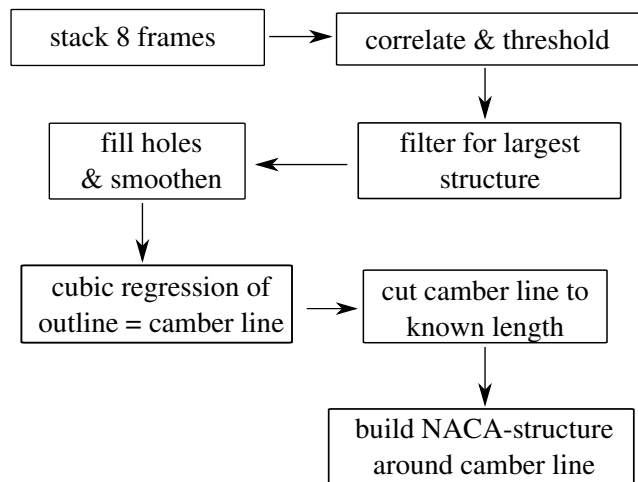 stack 8 frames
correlate & threshold
filter for largest
structure
fill holes
& smoothen
cubic regression of
outline = camber line
cut camber line to
known length
build NACA-structure
around camber line